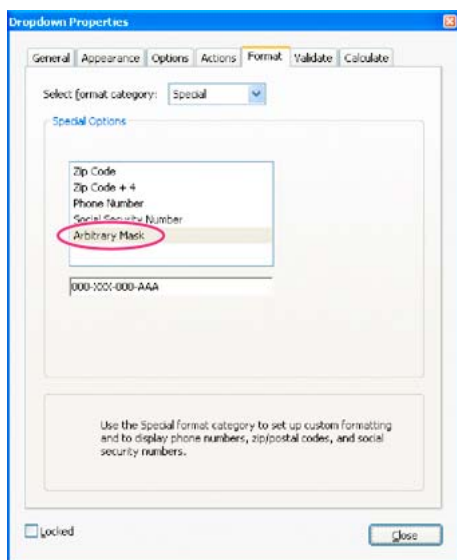 Dropdown Properties
General Appearance Options Actions Format Validate Calculate
Select format category: Special
Special Options
Zip Code
Zip Code + 4
Phone Number
Social Security Number
Arbitrary Mask
000-XXX-000-AAA
Use the Special format category to set up custom formatting
and to display phone numbers, zip/postal codes, and social
security numbers.
Locked
Close